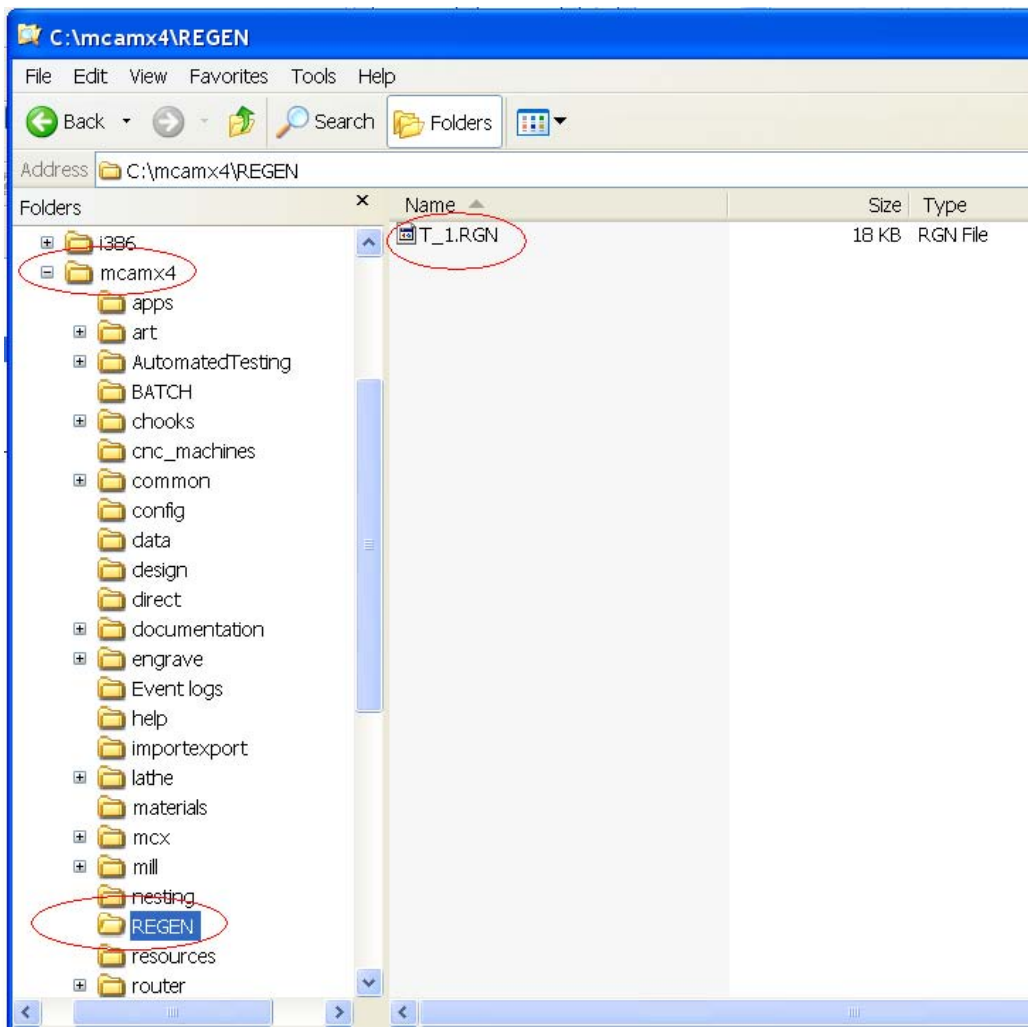 C:\mcamx4\REGEN
File Edit View Favorites Tools Help
Back Search Folders
Address C:\mcamx4\REGEN
Folders × Name Size Type
i386 T_1.RGN 18 KB RGN File
mcamx4
apps
art
AutomatedTesting
BATCH
chooks
cnc_machines
common
config
data
design
direct
documentation
engrave
Event logs
help
importexport
lathe
materials
mcx
mill
nesting
REGEN
resources
router